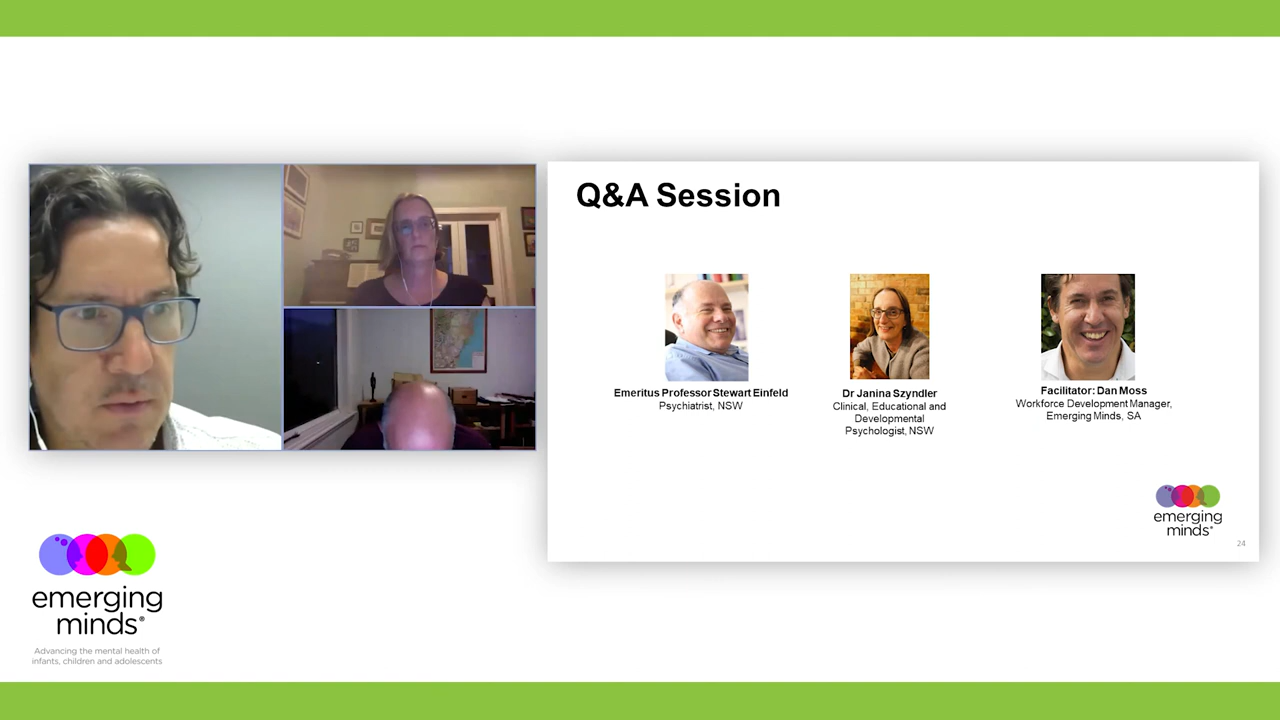 Q&A Session
Emeritus Professor Stewart Einfeld
Psychiatrist, NSW
Dr Janina Szyndler
Clinical, Educational and
Developmental
Psychologist, NSW
Facilitator: Dan Moss
Workforce Development Manager,
Emerging Minds, SA
emerging
minds®
24
emerging
minds®
Advancing the mental health of
infants, children and adolescents